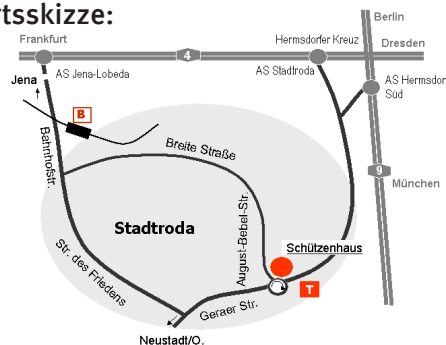 rtsskizze:
Berlin
Frankfurt
Hermsdorfer Kreuz
Dresden
4
AS Jena-Lobeda
AS Stadtroda
AS Hermsdor
Süd
Jena
B
Bahnhofstr.
Breite Straße
9
München
Stadtroda
August-Bebel-Str.
Schützenhaus
Str. des Friedens
T
Geraer Str.
Neustadt/O.